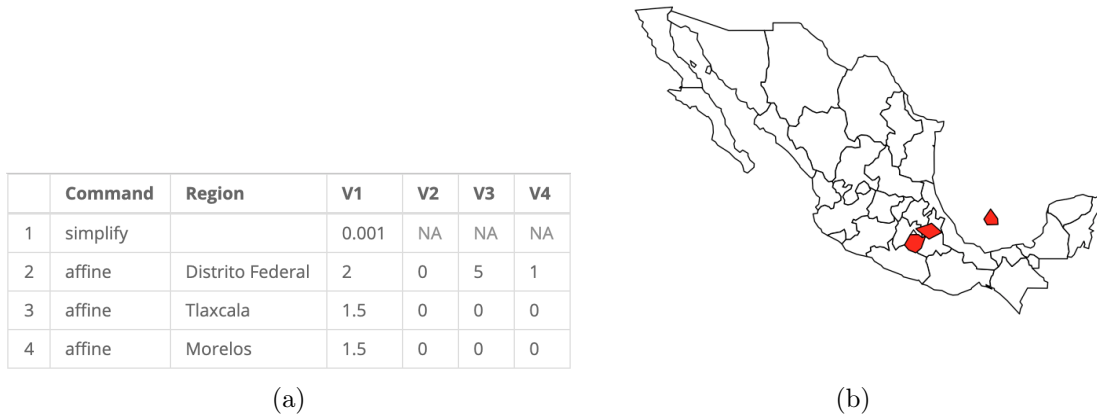 Command Region V1 V2 V3 V4
1 simplify 0.001 NA NA NA
2 affine Distrito Federal 2 0 5 1
3 affine Tlaxcala 1.5 0 0 0
4 affine Morelos 1.5 0 0 0
(a) (b)